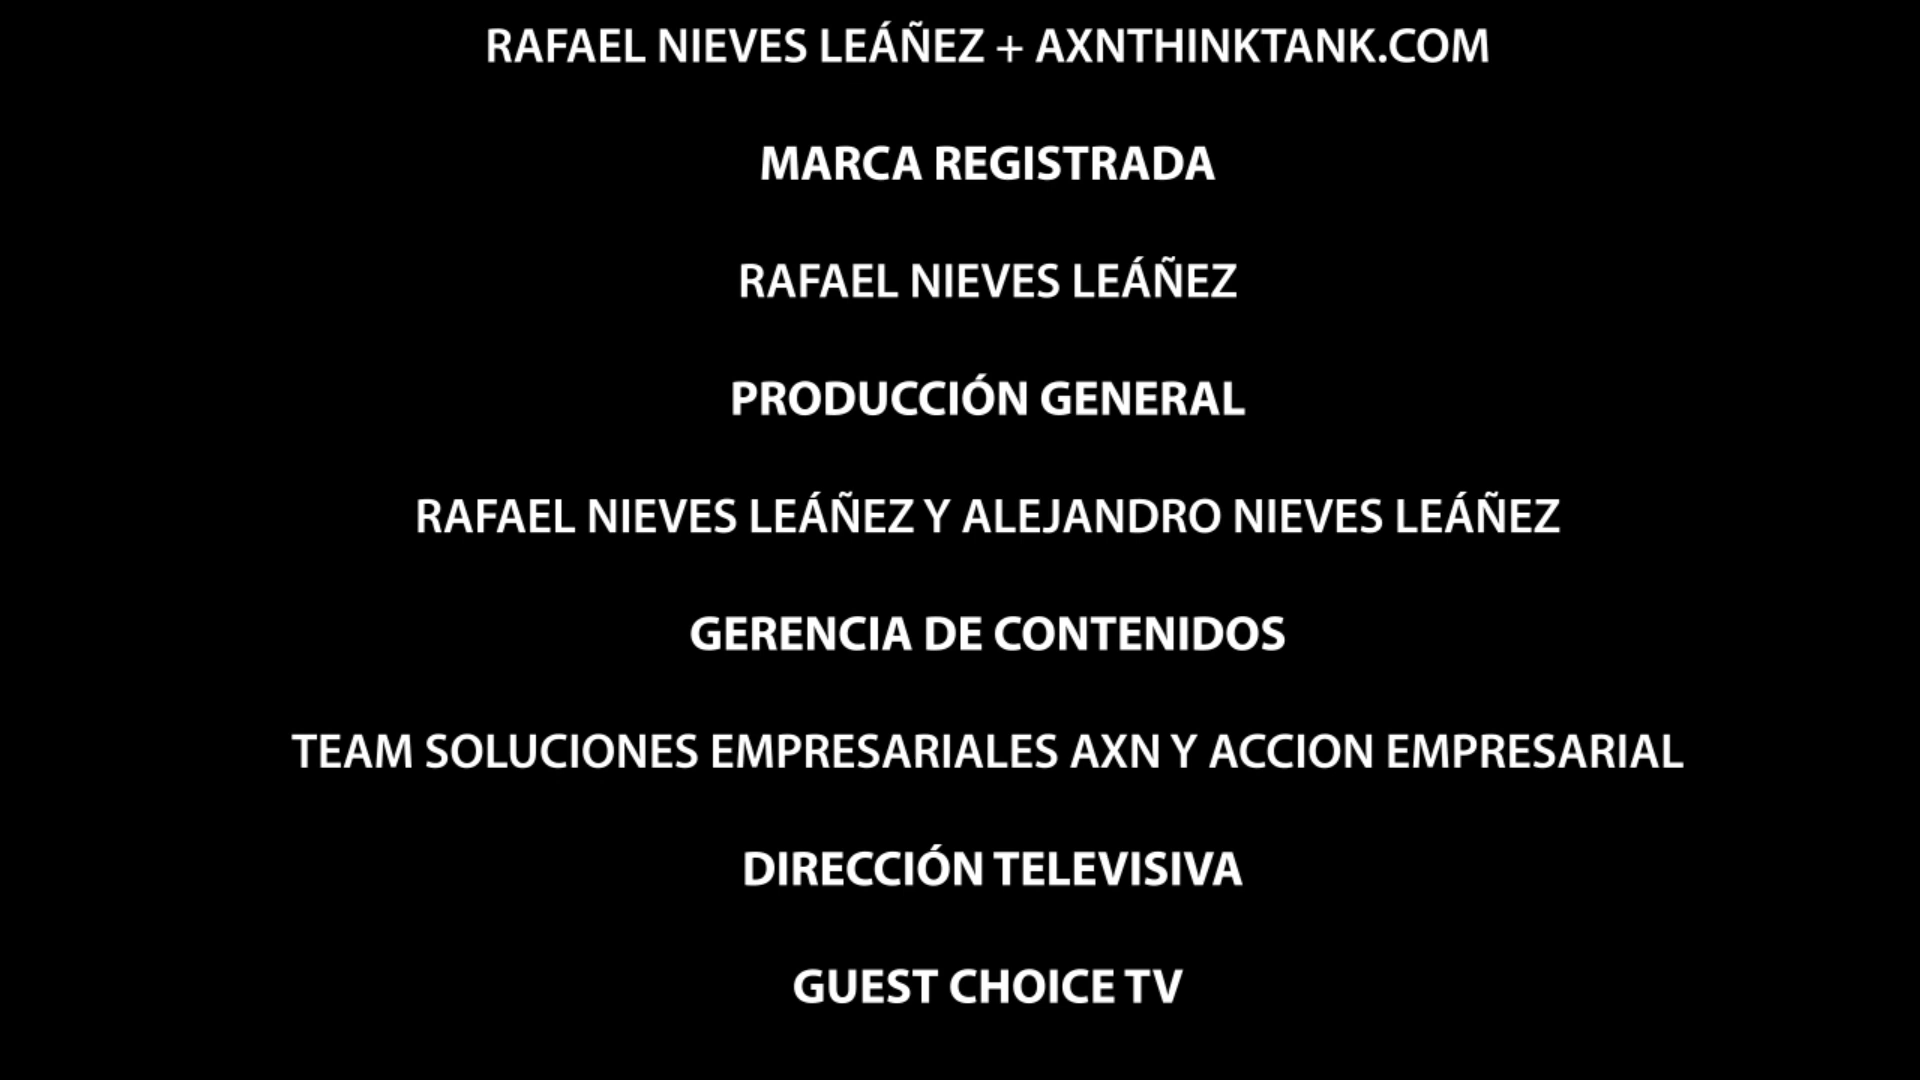 RAFAEL NIEVES LEÁÑEZ + AXNTHINKTANK.COM
MARCA REGISTRADA
RAFAEL NIEVES LEÁÑEZ
PRODUCCIÓN GENERAL
RAFAEL NIEVES LEÁÑEZ Y ALEJANDRO NIEVES LEÁÑEZ
GERENCIA DE CONTENIDOS
TEAM SOLUCIONES EMPRESARIALES AXN Y ACCION EMPRESARIAL
DIRECCIÓN TELEVISIVA
GUEST CHOICE TV